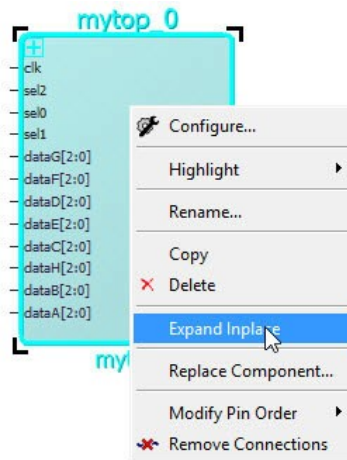 mytop_0
clk
sel2
sel0
sel1
dataG[2:0]
dataF[2:0]
dataD[2:0]
dataE[2:0]
dataC[2:0]
dataH[2:0]
dataB[2:0]
dataA[2:0]
Configure...
Highlight
Rename...
Copy
Delete
Expand Inplace
Replace Component...
Modify Pin Order
Remove Connections